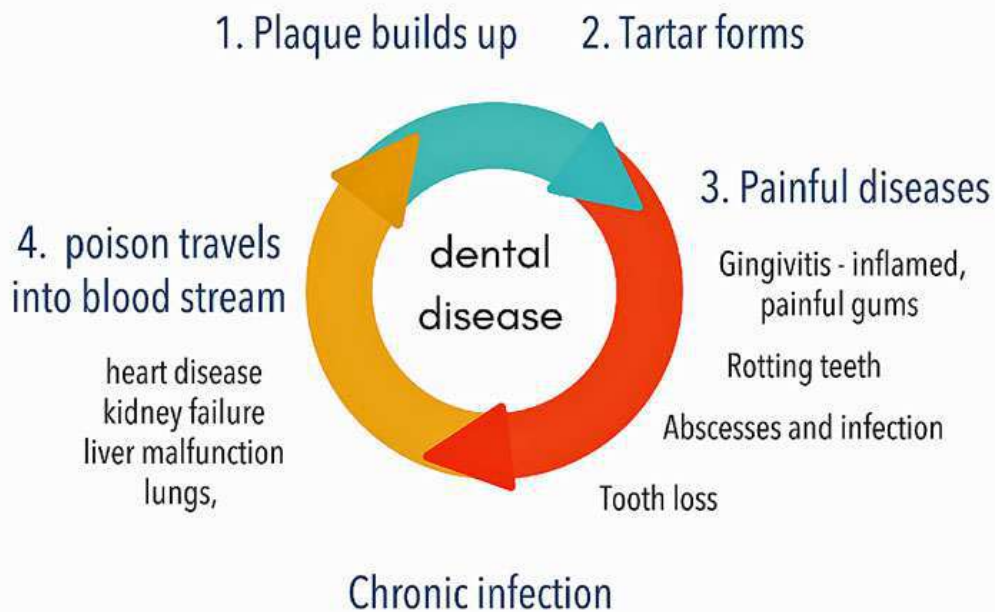 1. Plaque builds up
2. Tartar forms
3. Painful diseases
Gingivitis - inflamed,
painful gums
Rotting teeth
Abscesses and infection
Tooth loss
Chronic infection
4. poison travels
into blood stream
heart disease
kidney failure
liver malfunction
lungs,
dental
disease